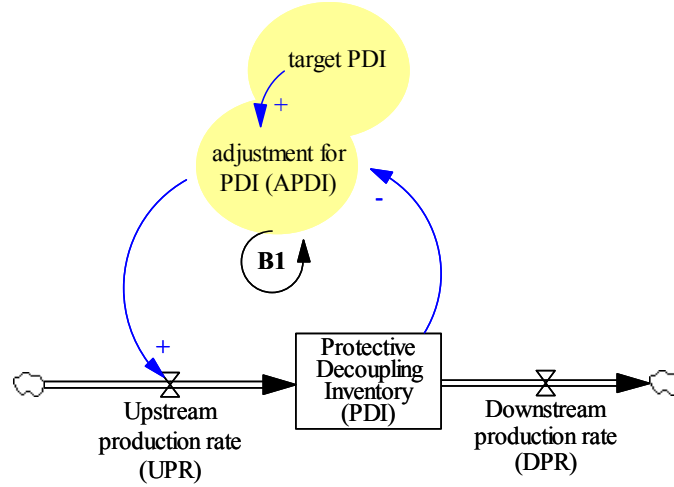 target PDI
+
adjustment for
PDI (APDI)
-
B1
+
Protective
Decoupling
Inventory
(PDI)
Upstream
production rate
(UPR)
Downstream
production rate
(DPR)